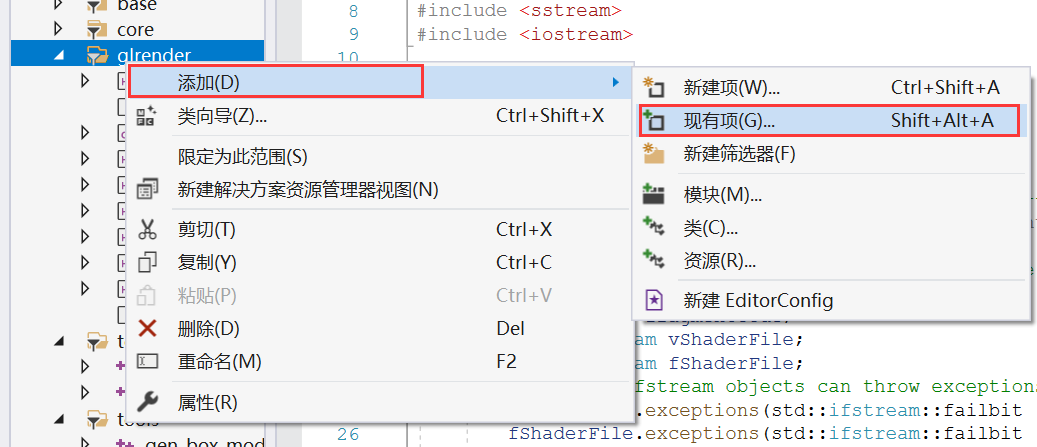 base
core
glrender
tools
gen_box_mod
8 #include <sstream>
9 #include <iostream>
10
添加(D)
类向导(Z)... Ctrl+Shift+X
限定为此范围(S)
新建解决方案资源管理器视图(N)
剪切(T) Ctrl+X
复制(Y) Ctrl+C
粘贴(P) Ctrl+V
删除(D) Del
重命名(M) F2
属性(R)
新建项(W)... Ctrl+Shift+A
现有项(G)... Shift+Alt+A
新建筛选器(F)
模块(M)...
类(C)...
资源(R)...
新建 EditorConfig
am vShaderFile;
am fShaderFile;
fstream objects can throw exceptions
.exceptions(std::ifstream::failbit
26 fShaderFile.exceptions(std::ifstream::failbit